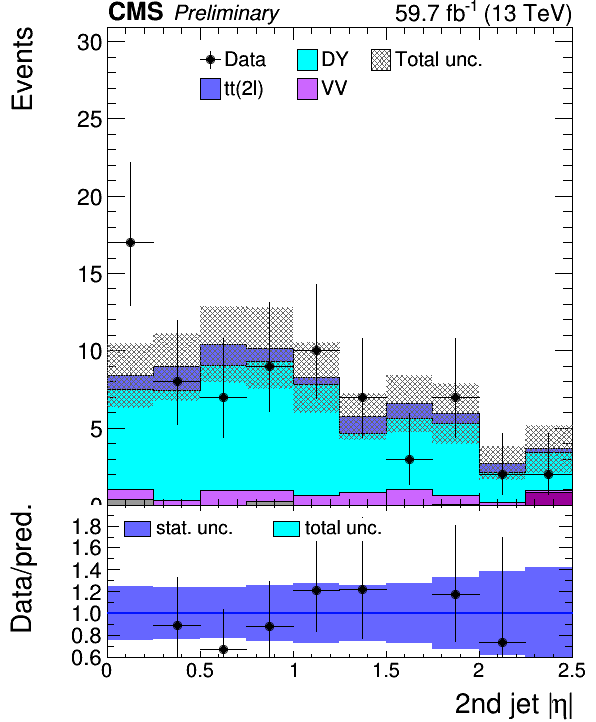 CMS Preliminary 59.7 fb⁻¹ (13 TeV)
Events
30
25
20
15
10
5
0
Data DY Total unc.
tt(2l) VV
Data/pred.
1.8
1.6
1.4
1.2
1.0
0.8
0.6
stat. unc. total unc.
0 0.5 1 1.5 2 2.5
2nd jet |η|